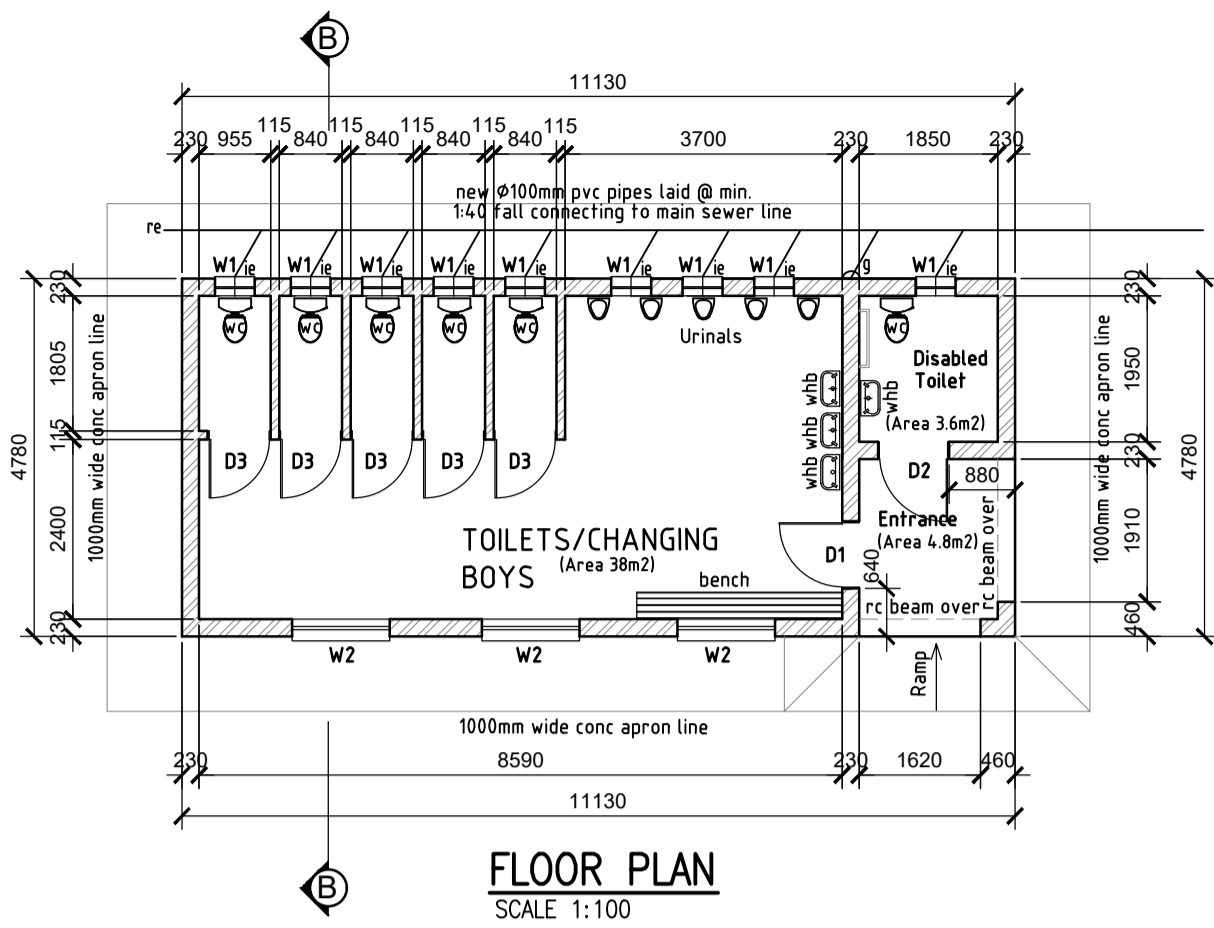 B
11130
230 955 115 840 115 840 115 840 115 840 115 3700 230 1850 230
new Ø100mm pvc pipes laid @ min.
1:40 fall connecting to main sewer line
re
W1 ie W1 ie W1 ie W1 ie W1 ie W1 ie W1 ie W1 ie g W1 ie
WC WC WC WC WC WC
Urinals
Disabled
Toilet
(Area 3.6m2)
whb
whb
whb
whb
D3 D3 D3 D3 D3
D2
880
Entrance
(Area 4.8m2)
D1
640
TOILETS/CHANGING
BOYS
(Area 38m2)
bench
rc beam over
rc beam over
W2 W2 W2
Ramp
4780
230
1805
115
2400
230
1000mm wide conc apron line
1000mm wide conc apron line
230
1950
230
1910
460
4780
1000mm wide conc apron line
230 8590 230 1620 460
11130
B
FLOOR PLAN
SCALE 1:100